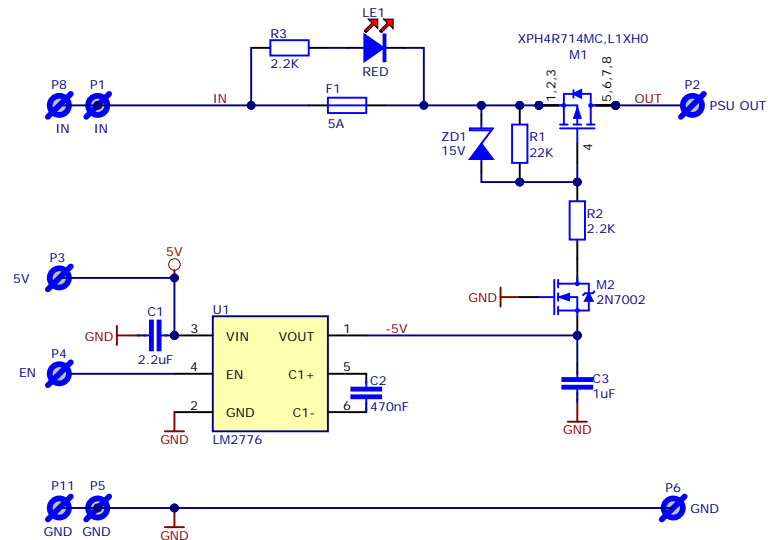 LE1
R3
2.2K
RED
XPH4R714MC,L1XHO
M1
P8
P1
IN
F1
5A
1,2,3
5,6,7,8
OUT
P2
PSU OUT
IN
IN
ZD1
15V
R1
22K
4
R2
2.2K
P3
5V
5V
M2
2N7002
GND
C1
GND
2.2uF
U1
3
VIN
VOUT
1
-5V
P4
EN
4
EN
C1+
5
C2
470nF
C3
1uF
2
GND
C1-
6
GND
GND
LM2776
P11
P5
P6
GND
GND
GND
GND